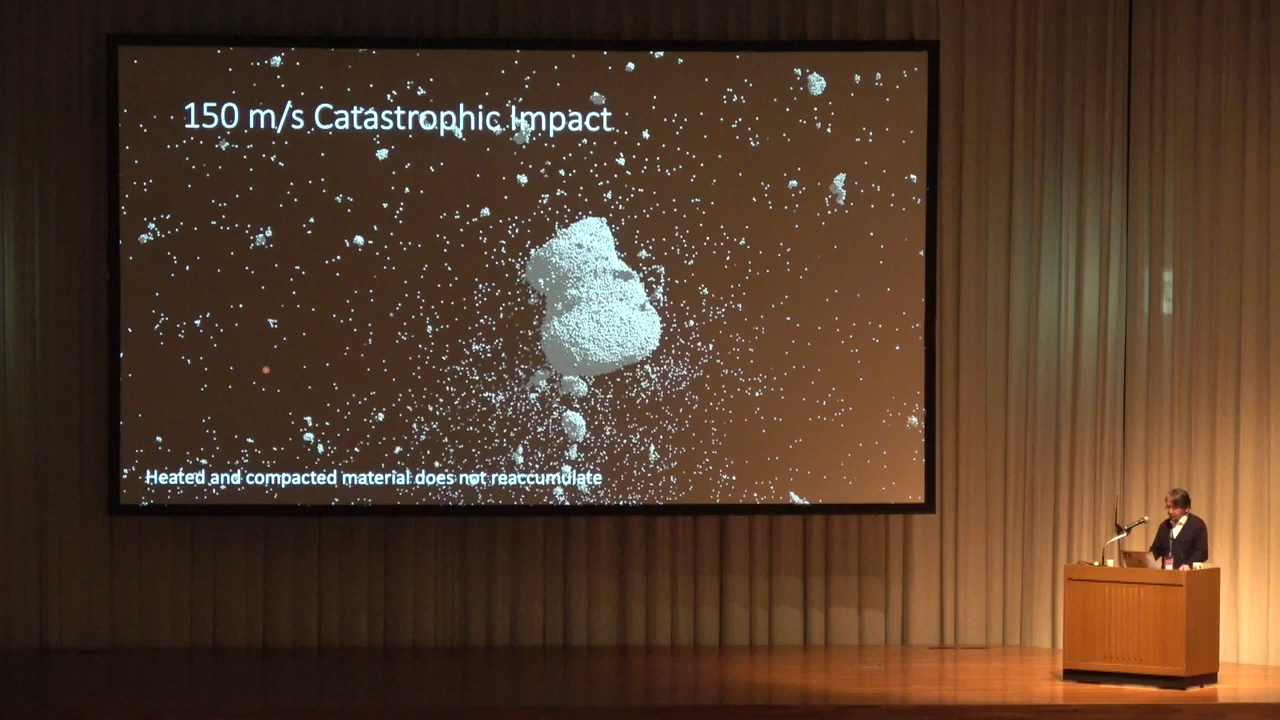 150 m/s Catastrophic Impact
Heated and compacted material does not reaccumulate